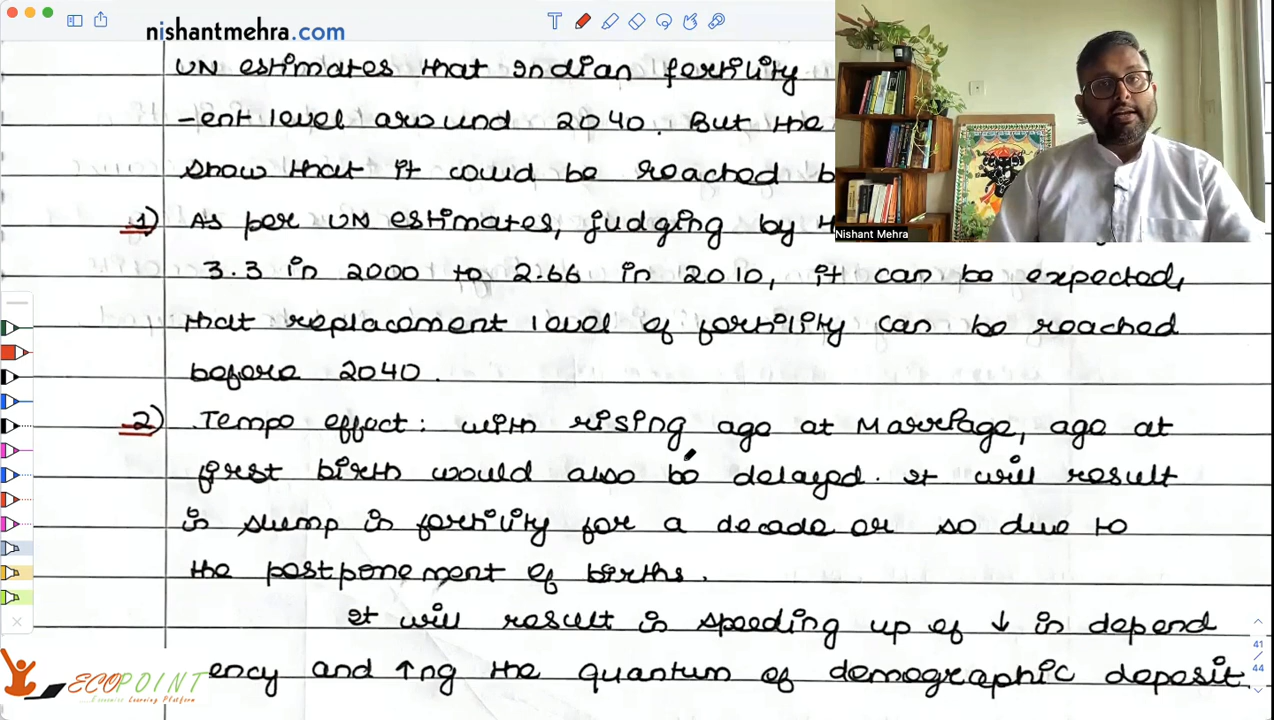 nishantmehra.com
UN estimates that Indian fertility
-ent level around 2040. But the
show that it could be reached b
1) As per UN estimates, judging by
Nishant Mehra
3.3 in 2000 to 2.66 in 2010, it can be expected,
that replacement level of fertility can be reached
before 2040.
2) Tempo effect: with rising age at Marriage, age at
first birth would also be delayed. It will result
in slump in fertility for a decade or so due to
the postponement of births.
It will result in speeding up of ↓ in depend
ency and ↑ng the quantum of demographic deposit.
41
/
44
ECOPOINT
Economics Learning Platform